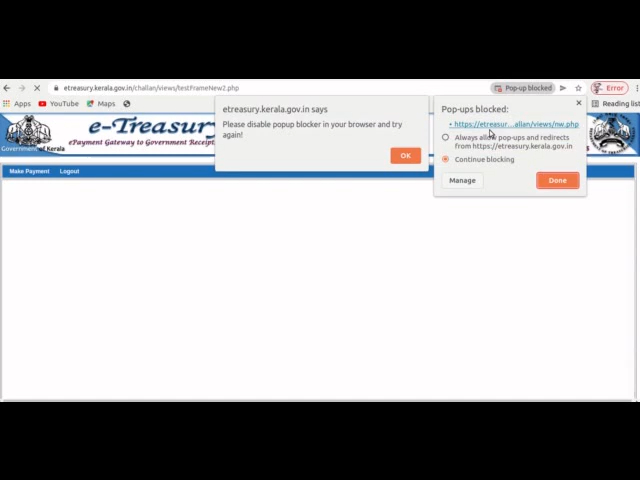 etreasury.kerala.gov.in/challan/views/testFrameNew2.php
Pop-up blocked
Error
Apps
YouTube
Maps
Reading list
e-Treasury
ePayment Gateway to Government Receipts
Government of Kerala
etreasury.kerala.gov.in says
Please disable popup blocker in your browser and try
again!
OK
Pop-ups blocked:
• https://etreasur...allan/views/nw.php
Always allow pop-ups and redirects
from https://etreasury.kerala.gov.in
Continue blocking
Manage
Done
Make Payment
Logout